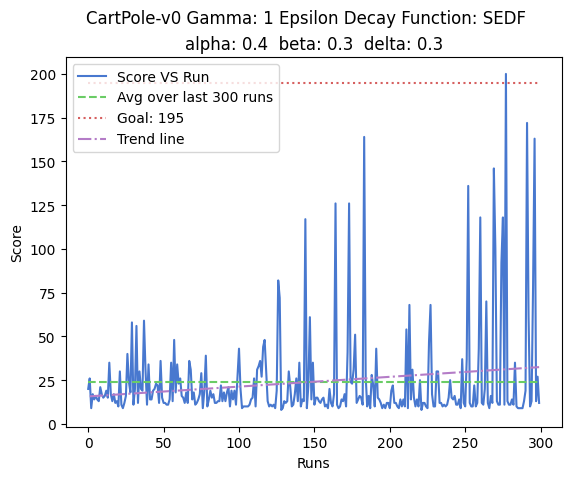 CartPole-v0 Gamma: 1 Epsilon Decay Function: SEDF
alpha: 0.4 beta: 0.3 delta: 0.3
Score VS Run
Avg over last 300 runs
Goal: 195
Trend line
200
175
150
125
100
75
50
25
0
Score
0
50
100
150
200
250
300
Runs